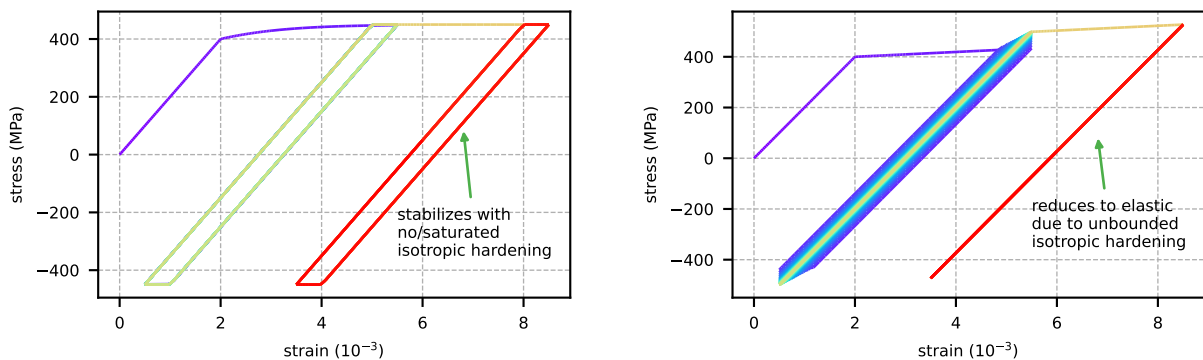 400
200
0
−200
−400
stress (MPa)
0
2
4
6
8
strain (10⁻³)
stabilizes with
no/saturated
isotropic hardening
400
200
0
−200
−400
stress (MPa)
0
2
4
6
8
strain (10⁻³)
reduces to elastic
due to unbounded
isotropic hardening